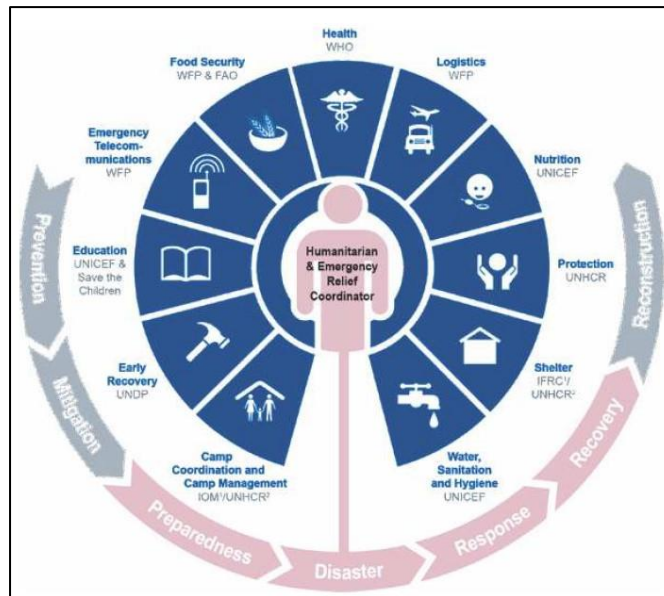 Health
WHO
Logistics
WFP
Nutrition
UNICEF
Protection
UNHCR
Shelter
IFRC¹/
UNHCR²
Water,
Sanitation
and Hygiene
UNICEF
Camp
Coordination and
Camp Management
IOM¹/UNHCR²
Early
Recovery
UNDP
Education
UNICEF &
Save the
Children
Emergency
Telecom-
munications
WFP
Food Security
WFP & FAO
Humanitarian
& Emergency
Relief
Coordinator
Prevention
Mitigation
Preparedness
Disaster
Response
Recovery
Reconstruction